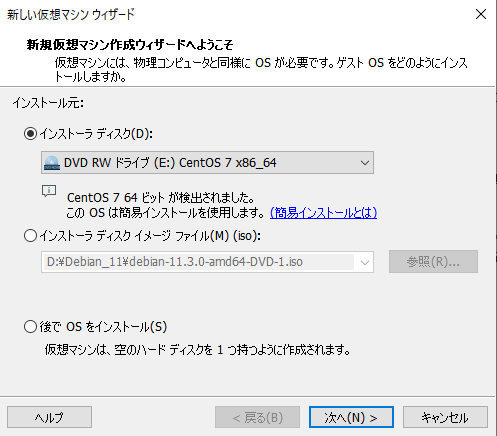 新しい仮想マシン ウィザード
新規仮想マシン作成ウィザードへようこそ
仮想マシンには、物理コンピュータと同様に OS が必要です。ゲスト OS をどのようにインス
トールしますか。
インストール元:
インストーラ ディスク(D):
DVD RW ドライブ (E:) CentOS 7 x86_64
CentOS 7 64 ビット が検出されました。
この OS は簡易インストールを使用します。 (簡易インストールとは)
インストーラ ディスク イメージ ファイル(M) (iso):
D:¥Debian_11¥debian-11.3.0-amd64-DVD-1.iso
参照(R)...
後で OS をインストール(S)
仮想マシンは、空のハード ディスクを 1 つ持つように作成されます。
ヘルプ
< 戻る(B)
次へ(N) >
キャンセル